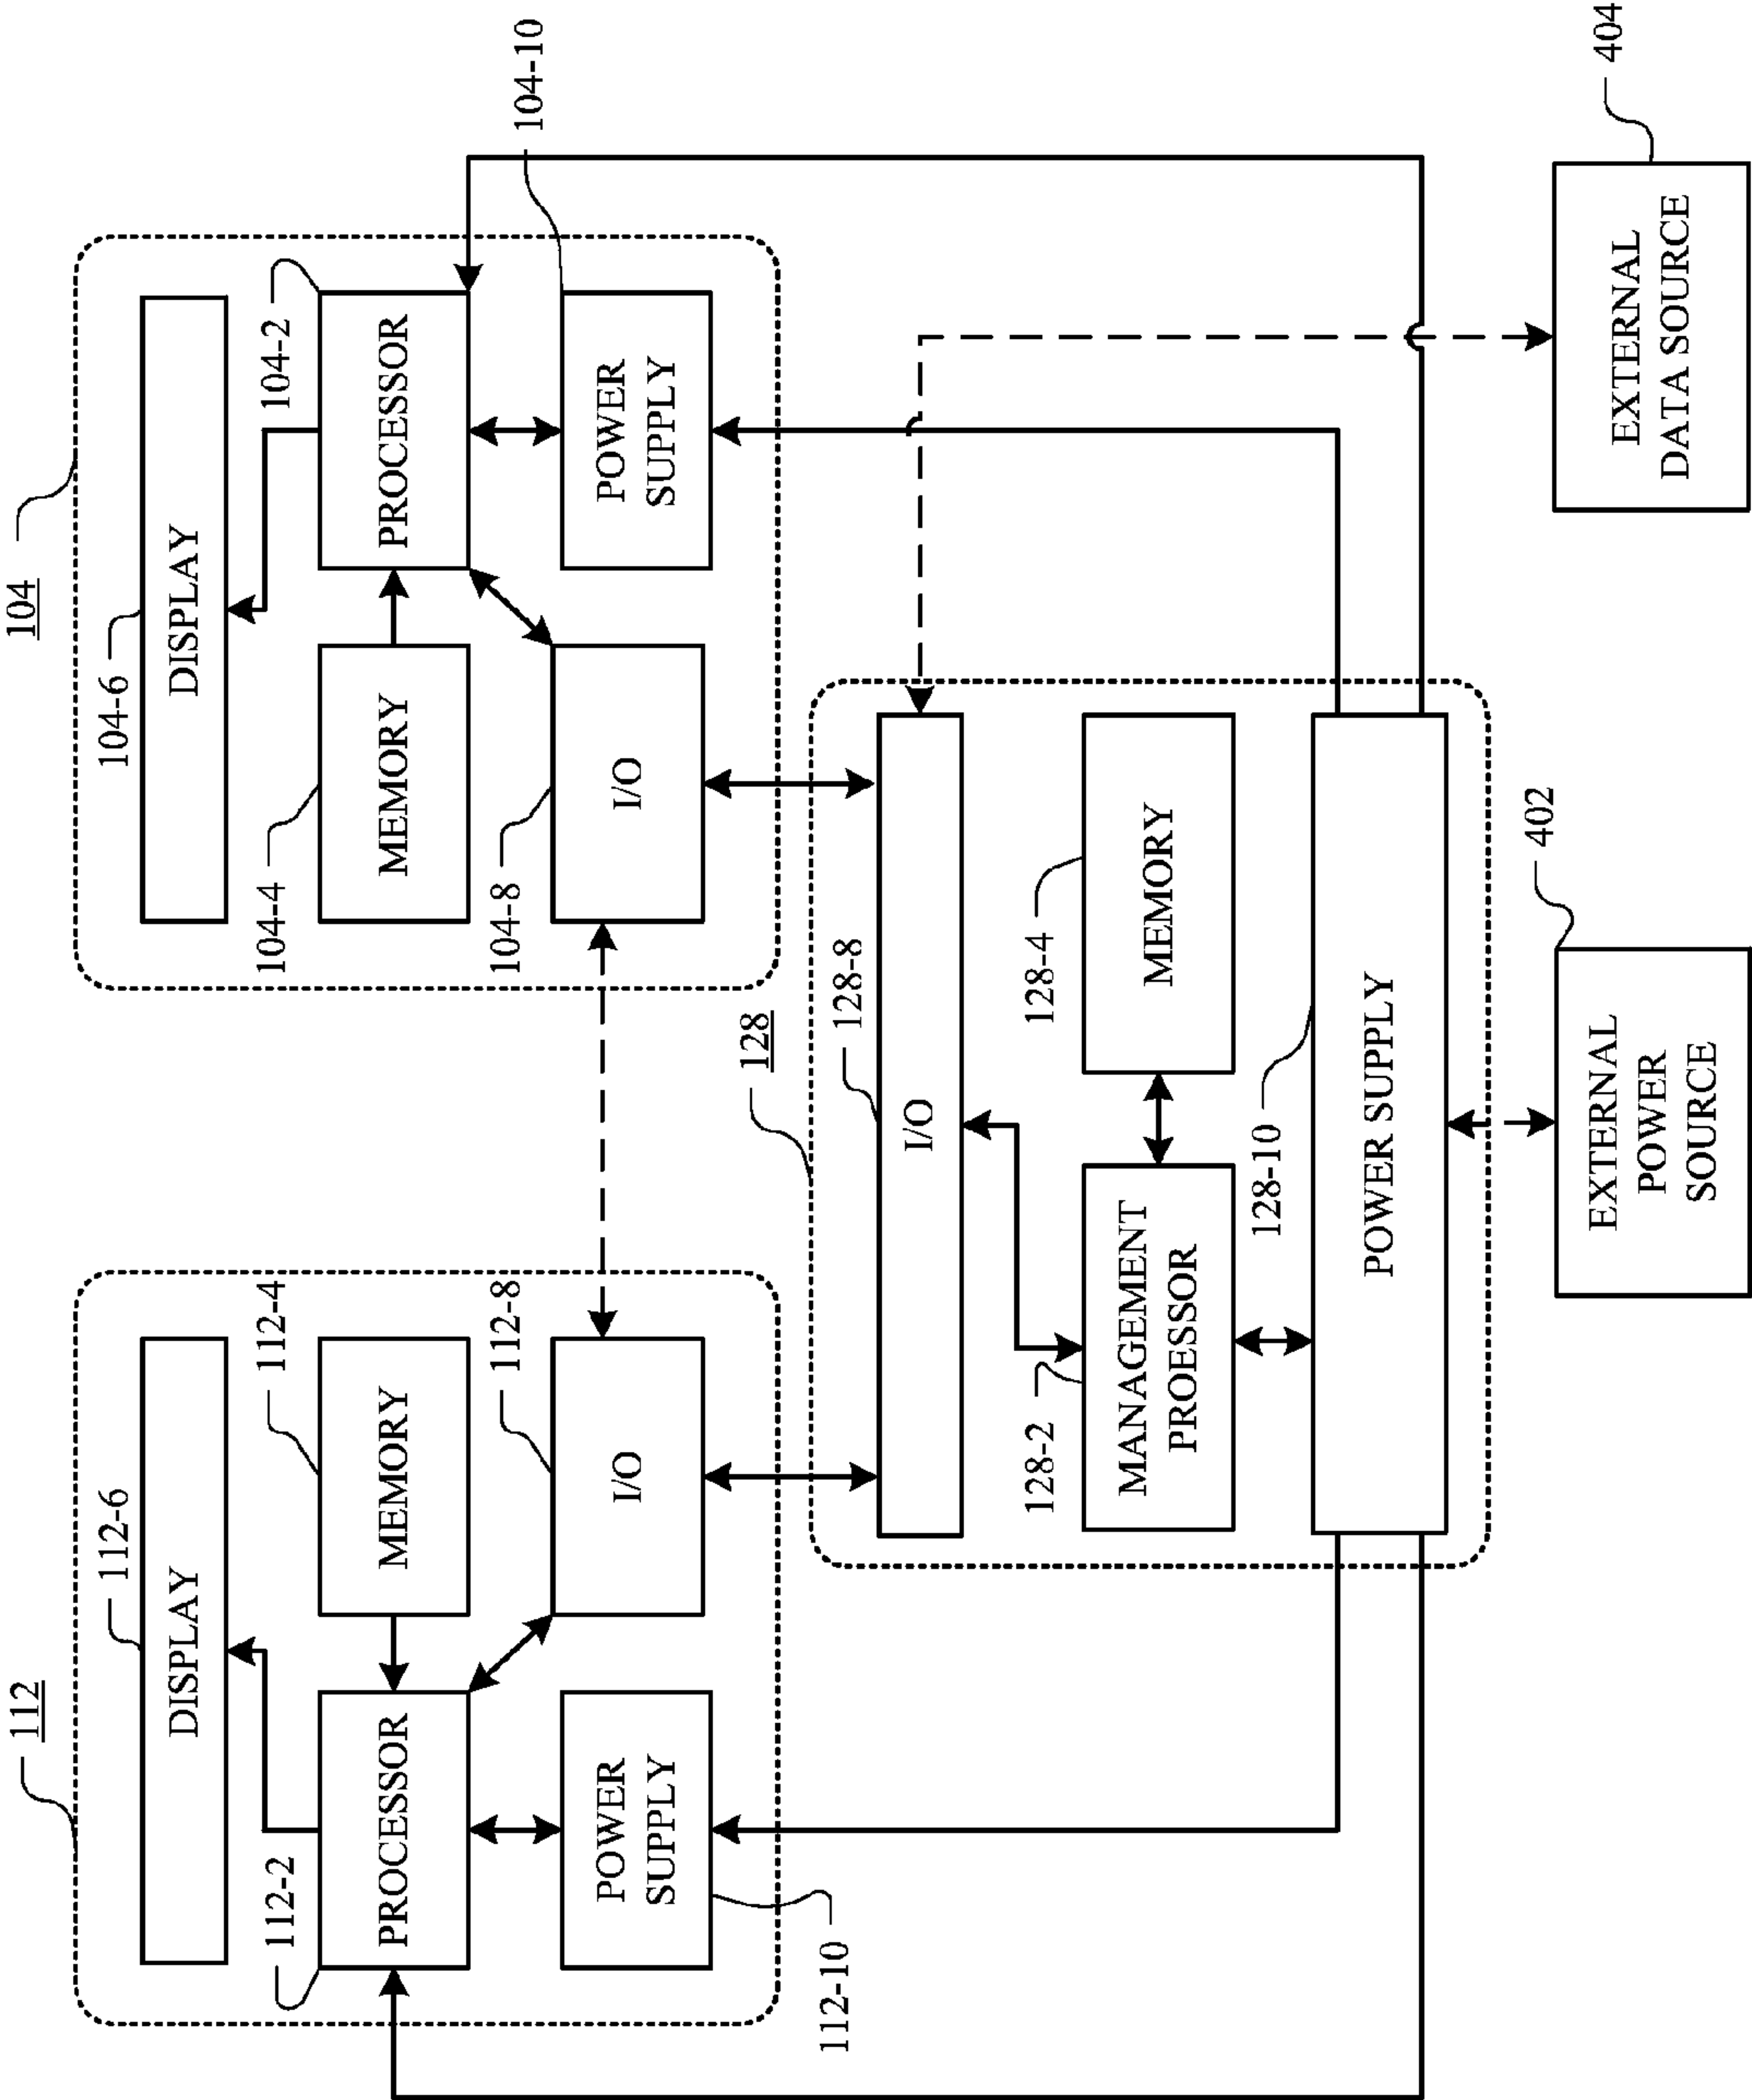 112
112-6
DISPLAY
112-2
PROCESSOR
112-4
MEMORY
POWER
SUPPLY
112-10
112-8
I/O
104
104-6
DISPLAY
104-4
MEMORY
104-2
PROCESSOR
104-8
I/O
POWER
SUPPLY
104-10
128
128-8
I/O
128-2
MANAGEMENT
PROESSOR
128-4
MEMORY
128-10
POWER SUPPLY
EXTERNAL
POWER
SOURCE
402
EXTERNAL
DATA SOURCE
404